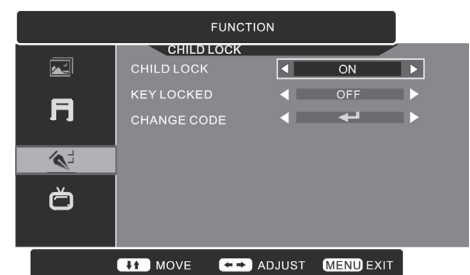 FUNCTION
CHILD LOCK
CHILD LOCK ON
KEY LOCKED OFF
CHANGE CODE
MOVE ADJUST MENU EXIT